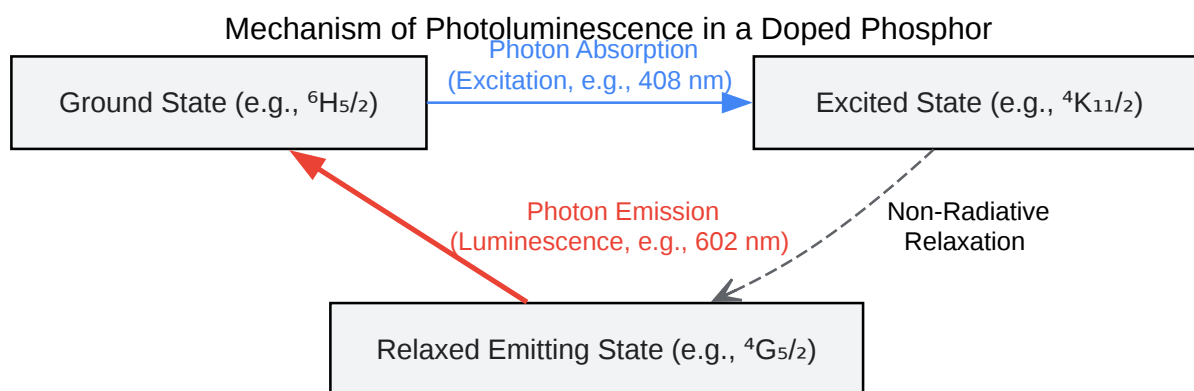 Mechanism of Photoluminescence in a Doped Phosphor
Photon Absorption
(Excitation, e.g., 408 nm)
Ground State (e.g., ⁶H₅/₂)
Excited State (e.g., ⁴K₁₁/₂)
Photon Emission
(Luminescence, e.g., 602 nm)
Non-Radiative
Relaxation
Relaxed Emitting State (e.g., ⁴G₅/₂)